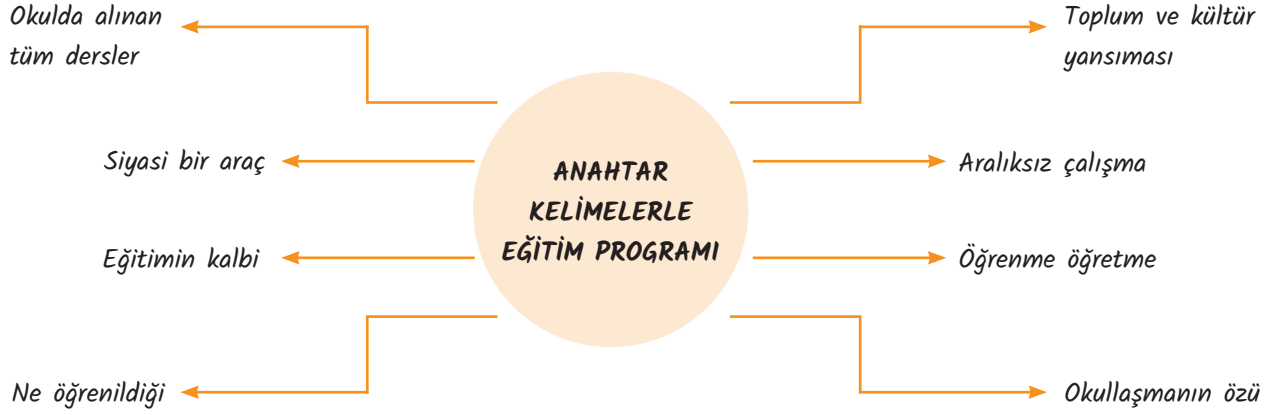 Okulda alınan
tüm dersler
Siyasi bir araç
Eğitimin kalbi
Ne öğrenildiği
ANAHTAR
KELİMELERLE
EĞİTİM PROGRAMI
Toplum ve kültür
yansıması
Aralıksız çalışma
Öğrenme öğretme
Okullaşmanın özü